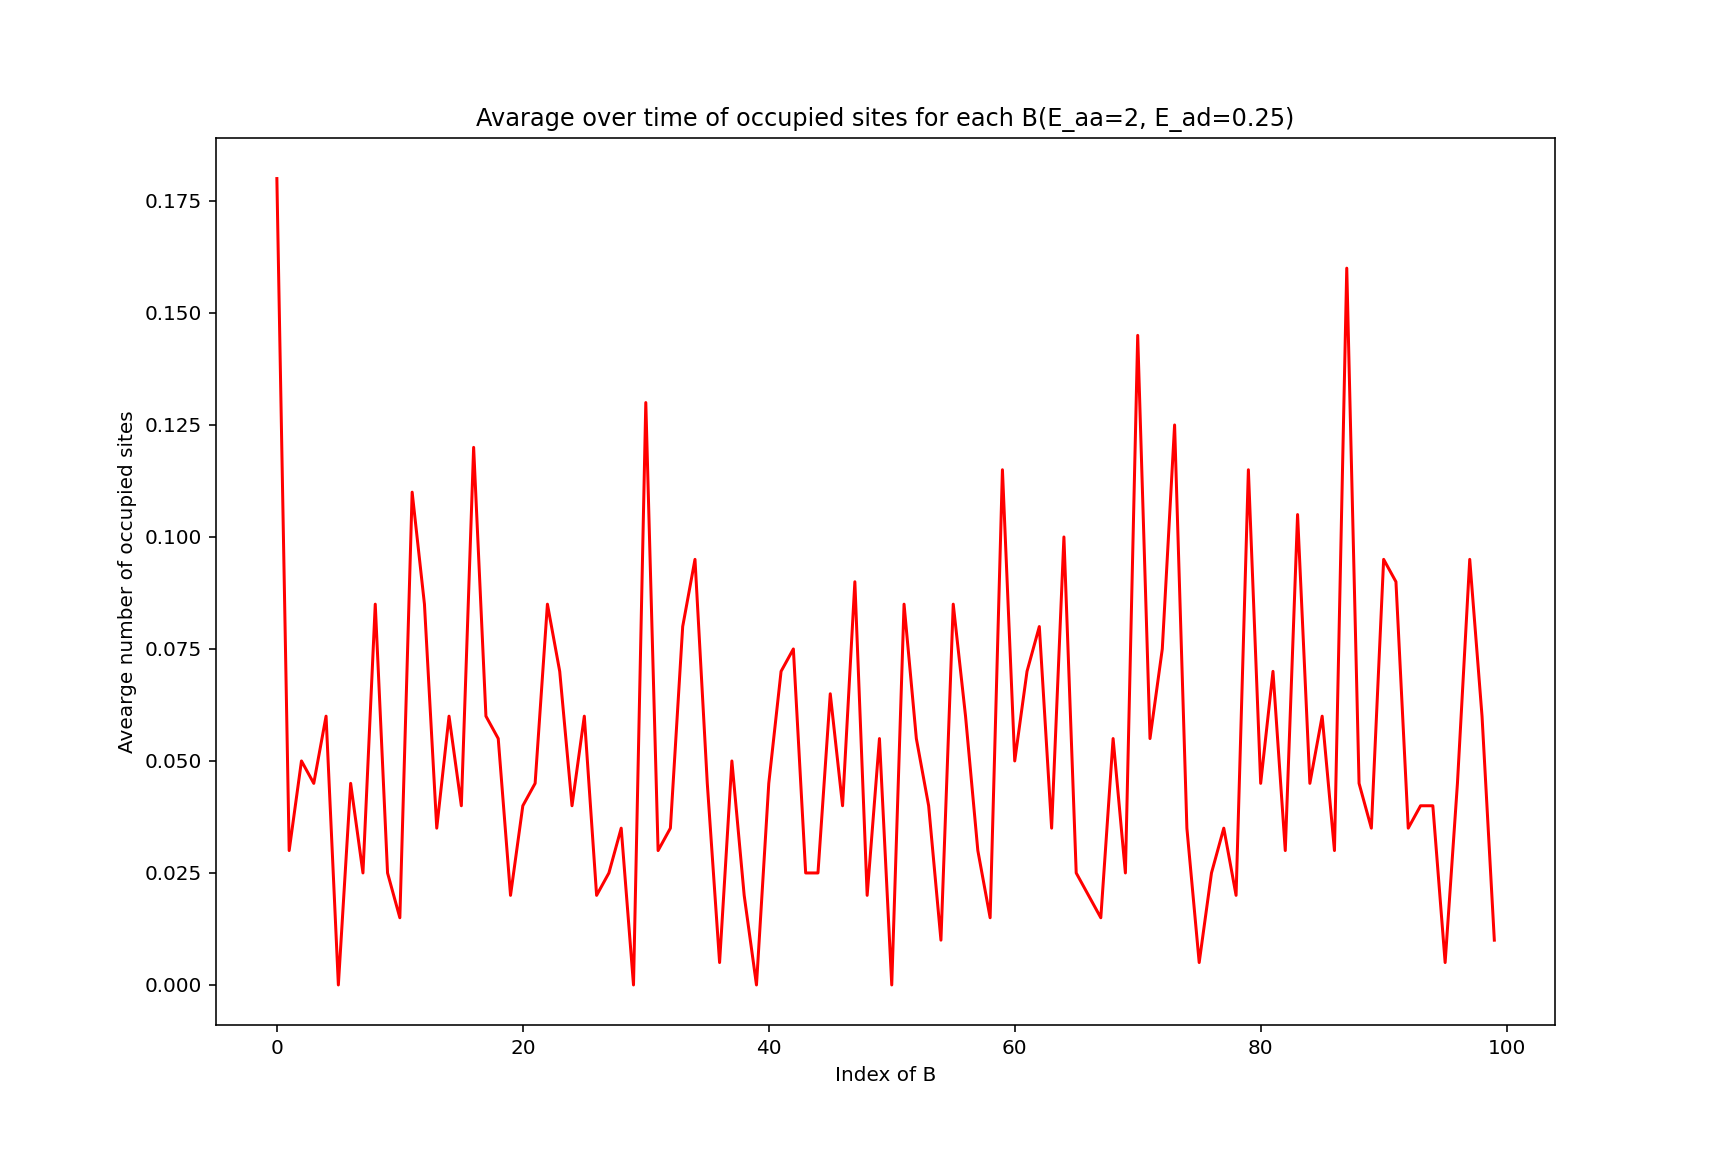 Avarage over time of occupied sites for each B(E_aa=2, E_ad=0.25)
Avearge number of occupied sites
0.175
0.150
0.125
0.100
0.075
0.050
0.025
0.000
0 20 40 60 80 100
Index of B